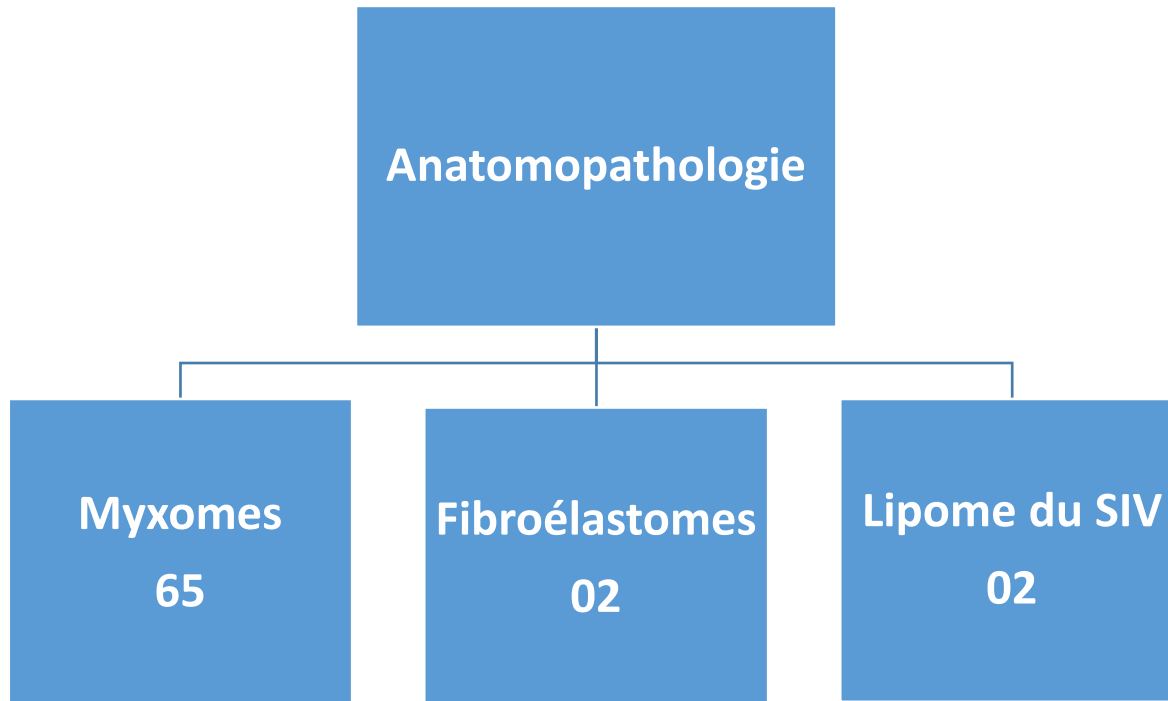 Anatomopathologie
Myxomes
65
Fibroélastomes
02
Lipome du SIV
02